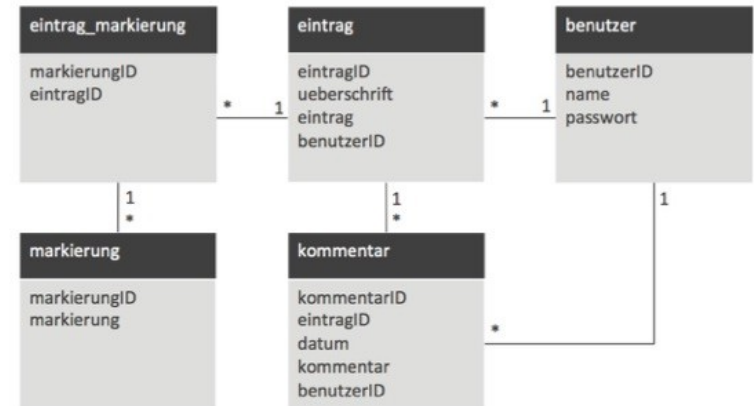 eintrag_markierung
markierungID
eintragID
* 1
eintrag
eintragID
ueberschrift
eintrag
benutzerID
* 1
benutzer
benutzerID
name
passwort
1
*
1
*
1
markierung
markierungID
markierung
kommentar
kommentarID
eintragID
datum
kommentar
benutzerID
*